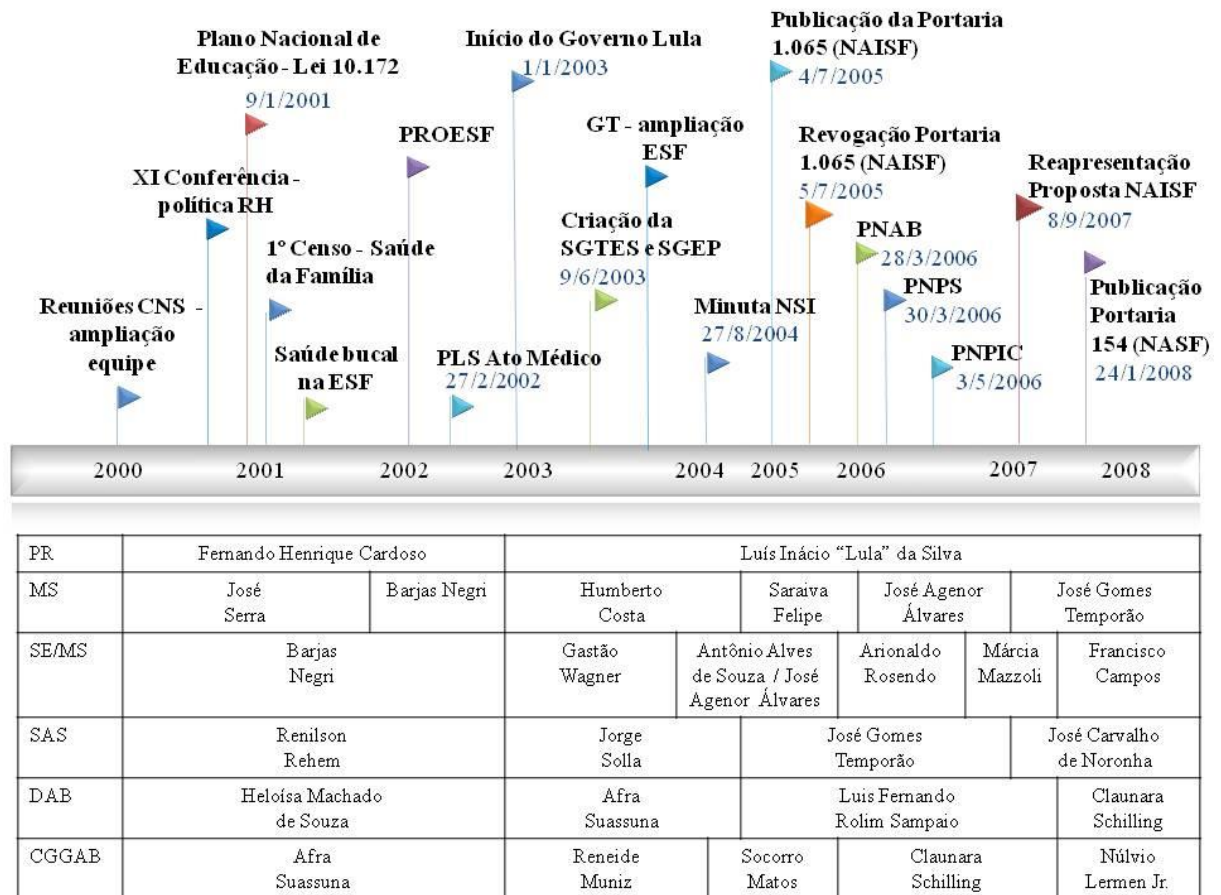 Plano Nacional de
Educação - Lei 10.172
9/1/2001
Início do Governo Lula
1/1/2003
Publicação da Portaria
1.065 (NAISF)
4/7/2005
XI Conferência -
política RH
PROESF
GT - ampliação
ESF
Revogação Portaria
1.065 (NAISF)
5/7/2005
Reapresentação
Proposta NAISF
8/9/2007
Reuniões CNS -
ampliação
equipe
1º Censo - Saúde
da Família
Criação da
SGTES e SGEP
9/6/2003
PNAB
28/3/2006
Saúde bucal
na ESF
PLS Ato Médico
27/2/2002
Minuta NSI
27/8/2004
PNPS
30/3/2006
PNPIC
3/5/2006
Publicação
Portaria
154 (NASF)
24/1/2008
2000 2001 2002 2003 2004 2005 2006 2007 2008
PR Fernando Henrique Cardoso Luís Inácio “Lula” da Silva
MS José Barjas Negri Humberto Saraiva José Agenor José Gomes
Serra Costa Felipe Álvares Temporão
SE/MS Barjas Gastão Antônio Alves Arionaldo Márcia Francisco
Negri Wagner de Souza / José Rosendo Mazzoli Campos
Agenor Álvares
SAS Renilson Jorge José Gomes José Carvalho
Rehem Solla Temporão de Noronha
DAB Heloísa Machado Afra Luis Fernando Claunara
de Souza Suassuna Rolim Sampaio Schilling
CGGAB Afra Reneide Socorro Claunara Núlvio
Suassuna Muniz Matos Schilling Lermen Jr.